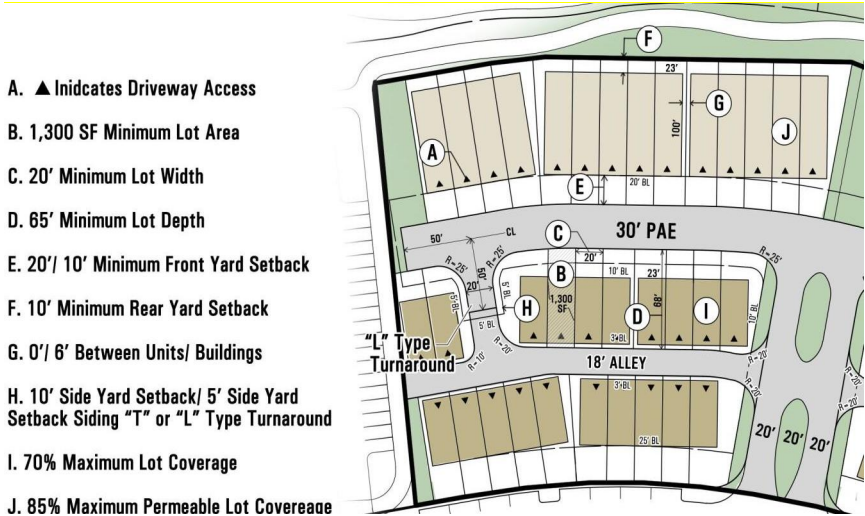 A. ▲ Inidcates Driveway Access
B. 1,300 SF Minimum Lot Area
C. 20' Minimum Lot Width
D. 65' Minimum Lot Depth
E. 20'/ 10' Minimum Front Yard Setback
F. 10' Minimum Rear Yard Setback
G. 0'/ 6' Between Units/ Buildings
H. 10' Side Yard Setback/ 5' Side Yard
Setback Siding “T” or “L” Type Turnaround
I. 70% Maximum Lot Coverage
J. 85% Maximum Permeable Lot Covereage
F
23'
G
100'
J
A
E
20' BL
50'
CL
C
30' PAE
R=25'
R=25'
50'
R=25'
20'
20'
B
10' BL
23'
5' BL
5' BL
H
1,300
SF
D
68'
I
10' BL
5' BL
3' BL
“L” Type
Turnaround
R=10'
R=20'
18' ALLEY
R=20'
3' BL
R=20'
R=20'
R=20'
25' BL
20'
20'
20'